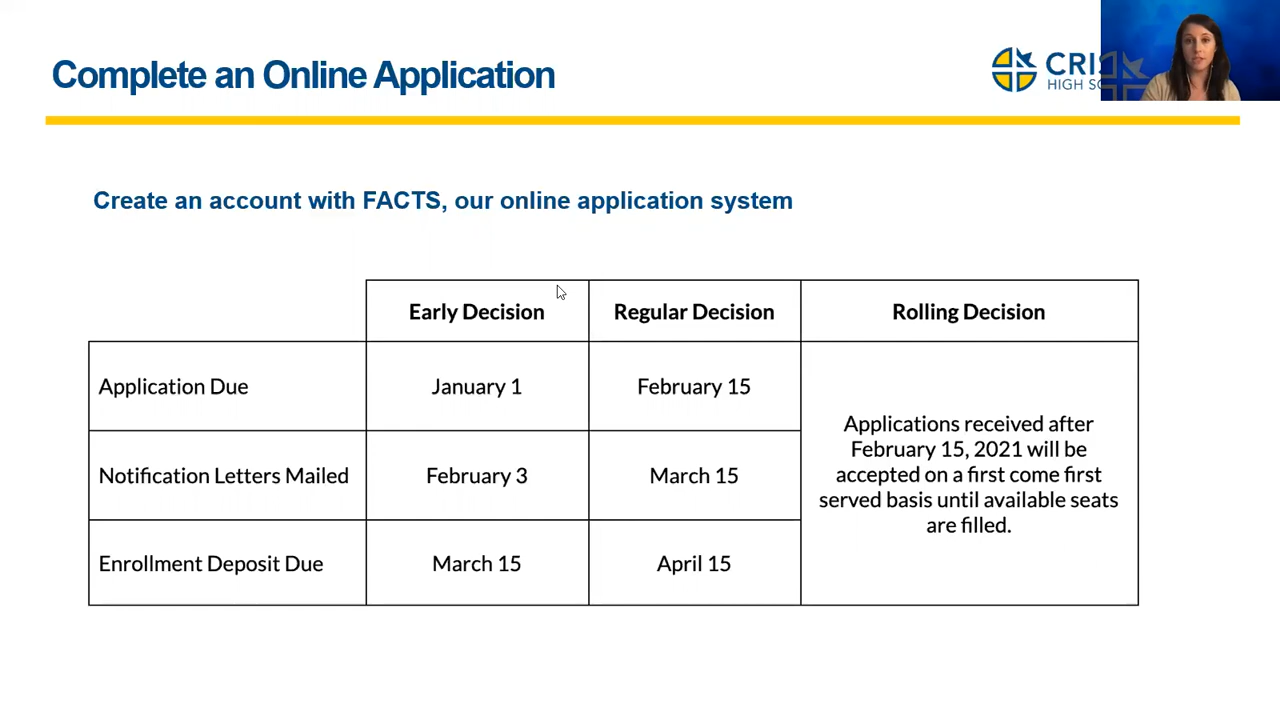 Complete an Online Application
CRI
HIGH
Create an account with FACTS, our online application system
Early Decision
Regular Decision
Rolling Decision
Application Due
January 1
February 15
Applications received after
February 15, 2021 will be
accepted on a first come first
served basis until available seats
are filled.
Notification Letters Mailed
February 3
March 15
Enrollment Deposit Due
March 15
April 15